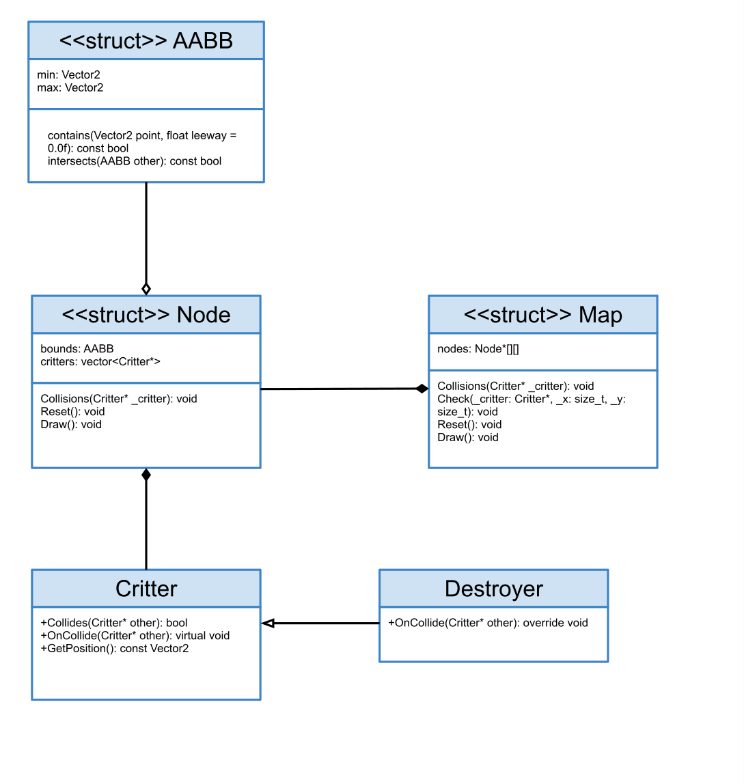 <<struct>> AABB
min: Vector2
max: Vector2
contains(Vector2 point, float leeway =
0.0f): const bool
intersects(AABB other): const bool
<<struct>> Node
bounds: AABB
critters: vector<Critter*>
Collisions(Critter* _critter): void
Reset(): void
Draw(): void
<<struct>> Map
nodes: Node*[][]
Collisions(Critter* _critter): void
Check(_critter: Critter*, _x: size_t, _y:
size_t): void
Reset(): void
Draw(): void
Critter
+Collides(Critter* other): bool
+OnCollide(Critter* other): virtual void
+GetPosition(): const Vector2
Destroyer
+OnCollide(Critter* other): override void